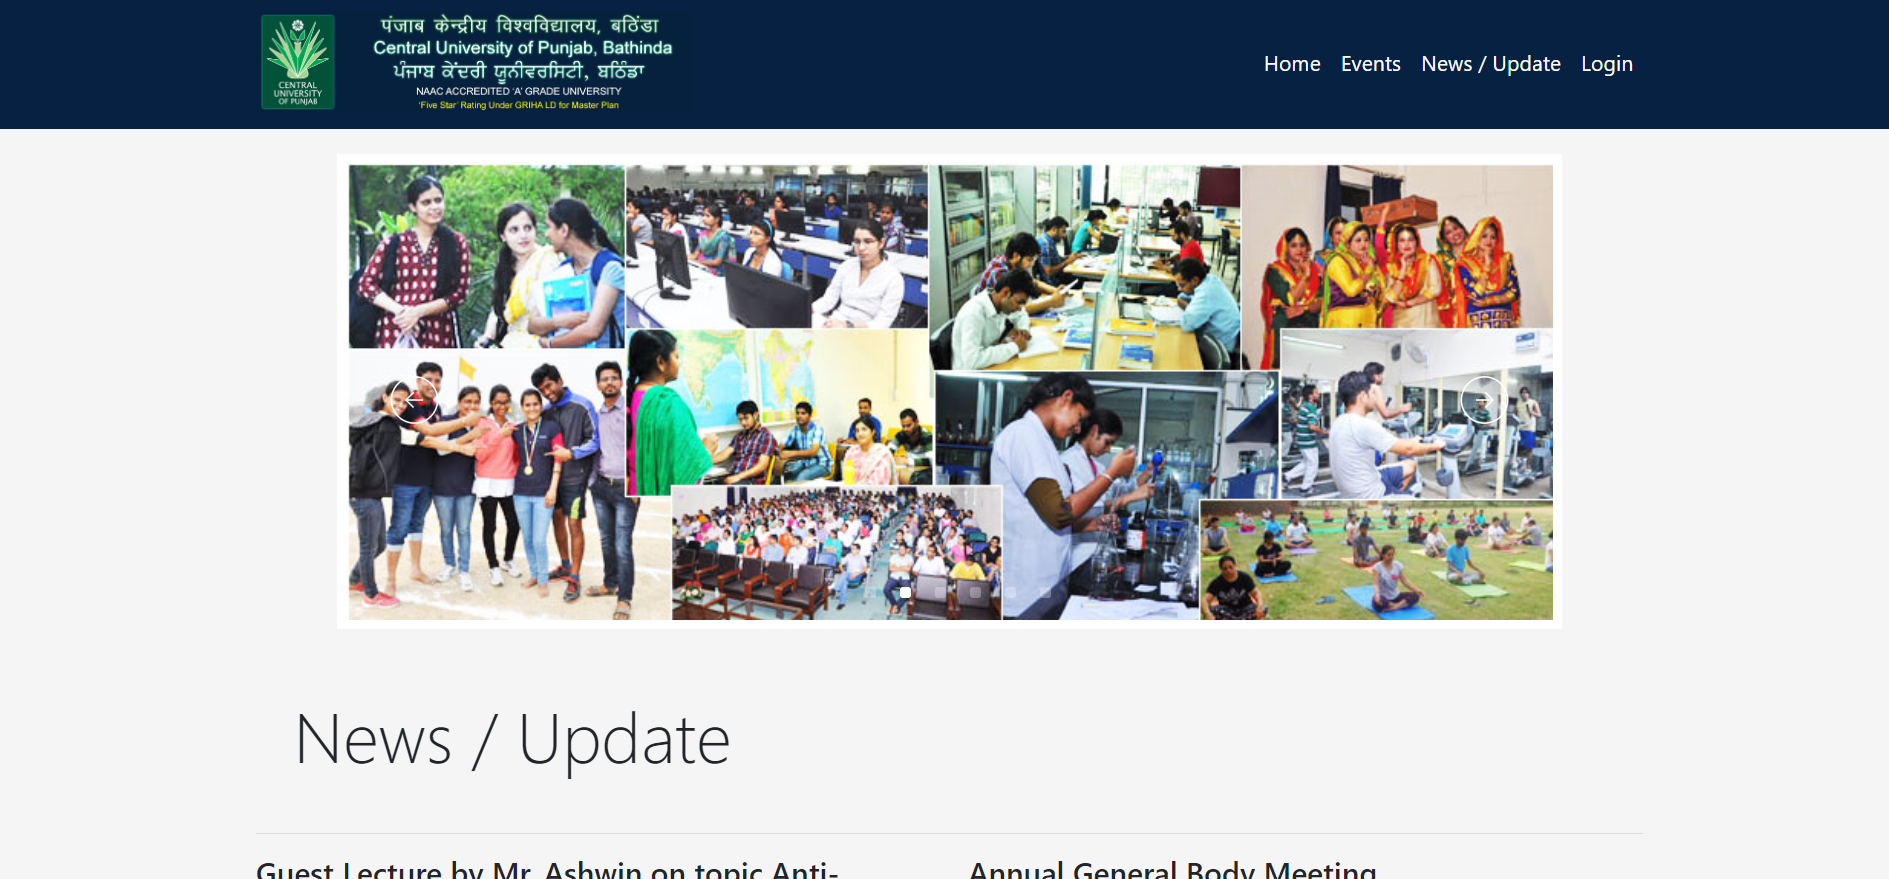 CENTRAL
UNIVERSITY
OF PUNJAB
पंजाब केन्द्रीय विश्वविद्यालय, बठिंडा
Central University of Punjab, Bathinda
ਪੰਜਾਬ ਕੇਂਦਰੀ ਯੂਨੀਵਰਸਿਟੀ, ਬਠਿੰਡਾ
NAAC ACCREDITED 'A' GRADE UNIVERSITY
'Five Star' Rating Under GRIHA LD for Master Plan
Home Events News / Update Login
News / Update
Guest Lecture by Mr. Ashwin on topic Anti-
Annual General Body Meeting